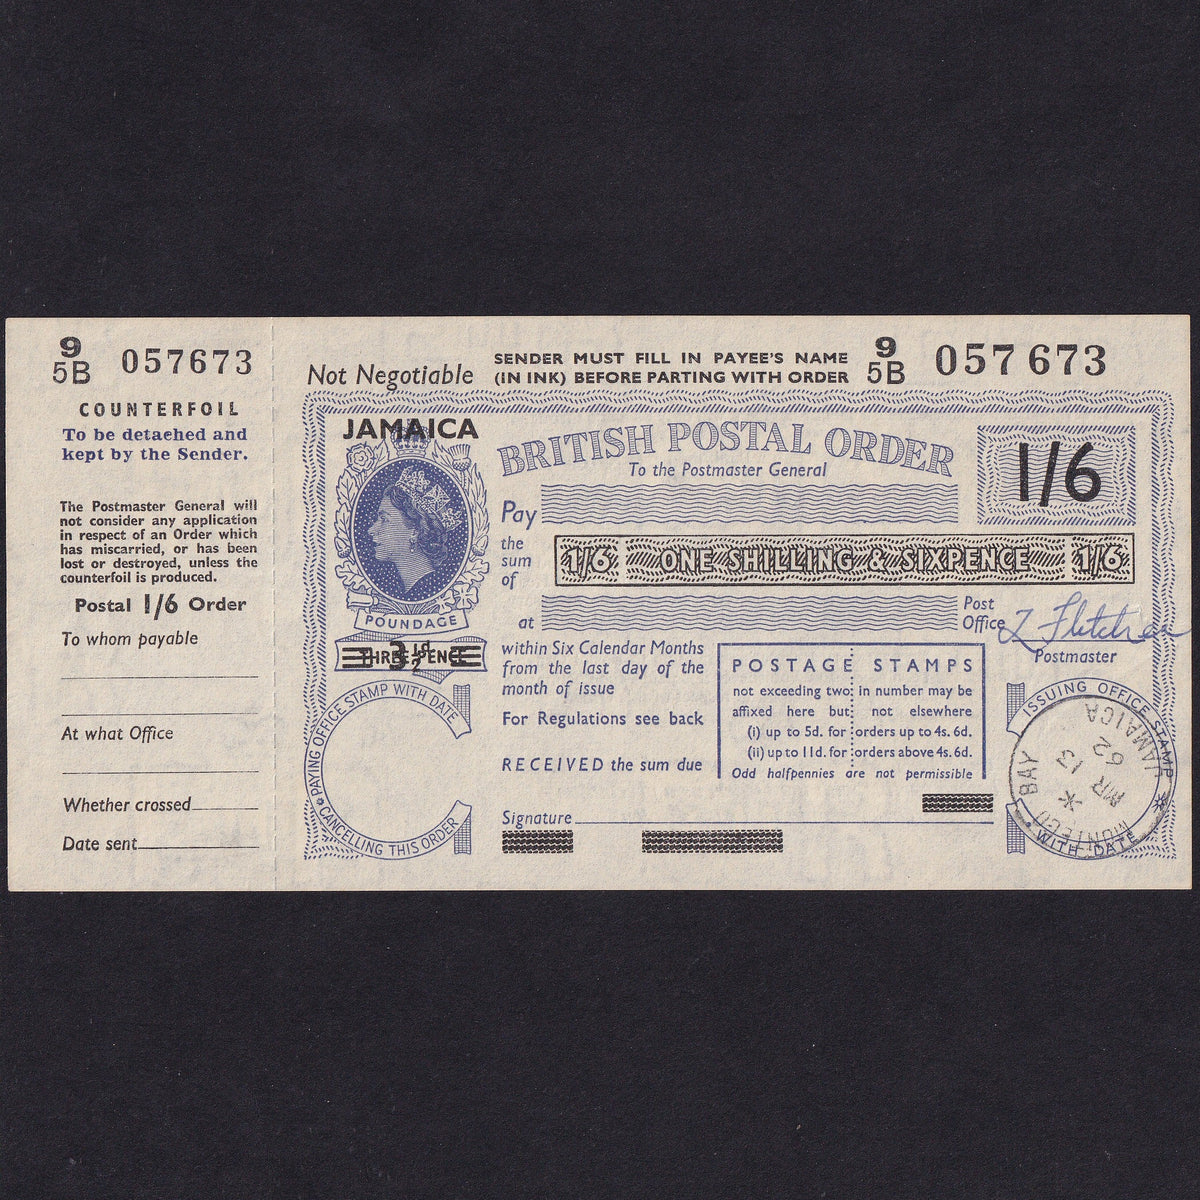 9
5B 057673
COUNTERFOIL
To be detached and
kept by the Sender.
The Postmaster General will
not consider any application
in respect of an Order which
has miscarried, or has been
lost or destroyed, unless the
counterfoil is produced.
Postal 1/6 Order
To whom payable
At what Office
Whether crossed
Date sent
Not Negotiable
SENDER MUST FILL IN PAYEE'S NAME
(IN INK) BEFORE PARTING WITH ORDER
9
5B 057673
JAMAICA
BRITISH POSTAL ORDER
To the Postmaster General
1/6
Pay
the
sum
of
1/6 ONE SHILLING & SIXPENCE 1/6
at
Post
Office
Fletcher
Postmaster
POUNDAGE
THREE PENCE
3½d
within Six Calendar Months
from the last day of the
month of issue
For Regulations see back
RECEIVED the sum due
Signature
POSTAGE STAMPS
not exceeding two in number may be
affixed here but not elsewhere
(i) up to 5d. for orders up to 4s. 6d.
(ii) up to 11d. for orders above 4s. 6d.
Odd halfpennies are not permissible
PAYING OFFICE STAMP WITH DATE
CANCELLING THIS ORDER
ISSUING OFFICE STAMP
WITH DATE
MONTEGO BAY
JAMAICA
MR 13
62